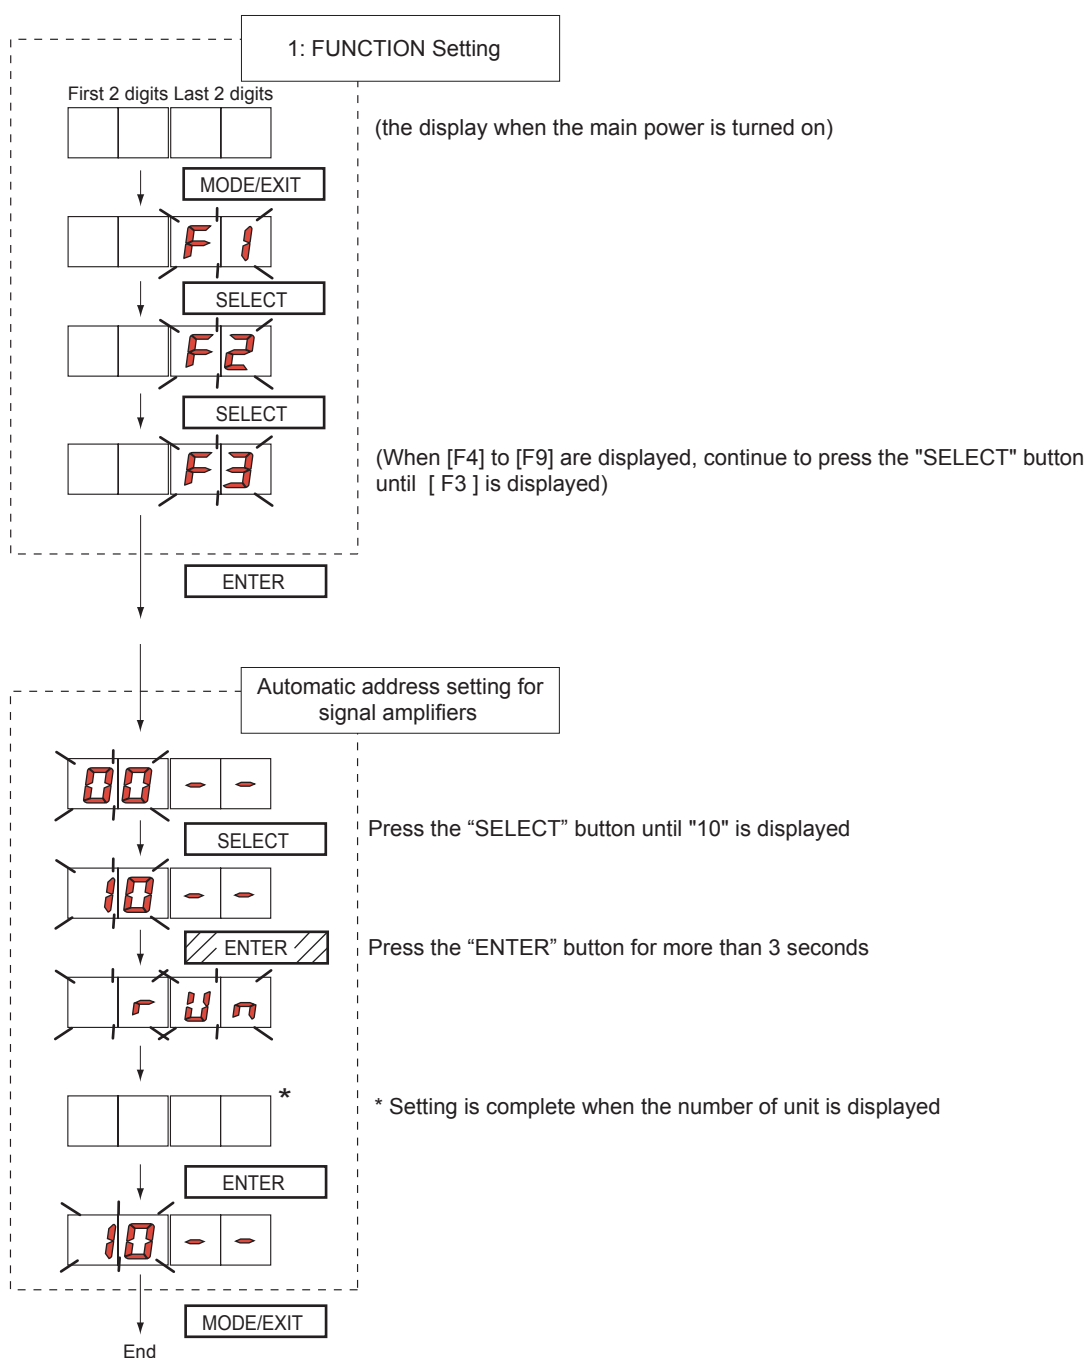 1: FUNCTION Setting
First 2 digits Last 2 digits
(the display when the main power is turned on)
MODE/EXIT
F1
SELECT
F2
SELECT
F3
(When [F4] to [F9] are displayed, continue to press the "SELECT" button
until [ F3 ] is displayed)
ENTER
Automatic address setting for
signal amplifiers
00--
Press the “SELECT” button until "10" is displayed
SELECT
10--
ENTER
Press the “ENTER” button for more than 3 seconds
rUn
*
* Setting is complete when the number of unit is displayed
ENTER
10--
MODE/EXIT
End